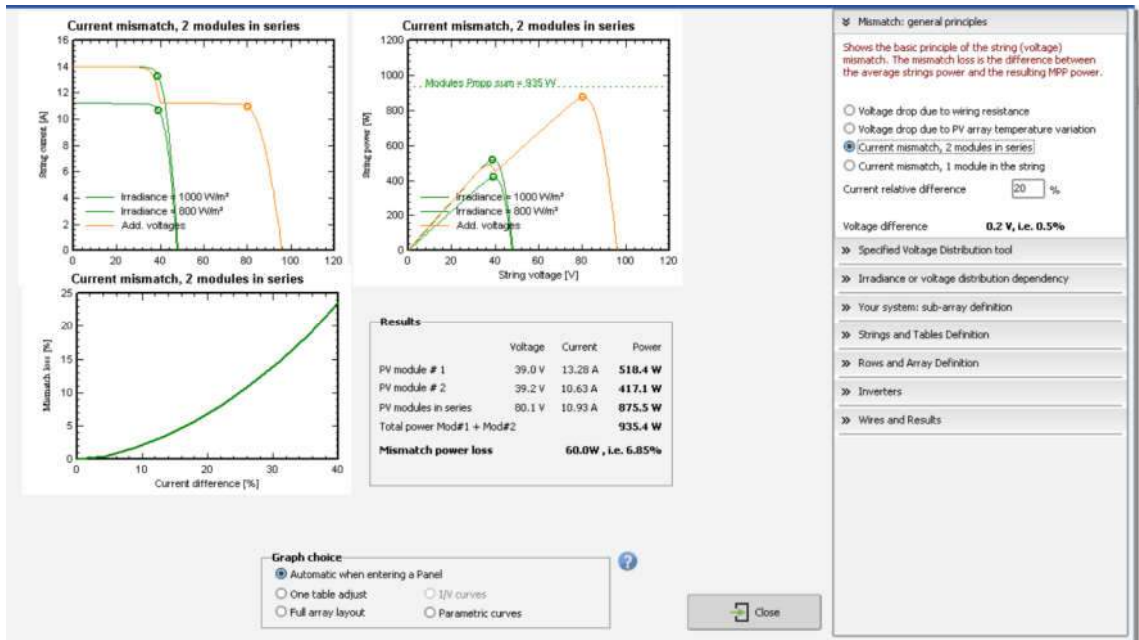 Current mismatch, 2 modules in series
16
14
12
10
8
6
4
2
0
String current [A]
Irradiance = 1000 W/m²
Irradiance = 800 W/m²
Add. voltages
0 20 40 60 80 100 120
Current mismatch, 2 modules in series
1200
1000
800
600
400
200
0
String power [W]
Modules Pmpp sum = 935 W
Irradiance = 1000 W/m²
Irradiance = 800 W/m²
Add. voltages
0 20 40 60 80 100 120
String voltage [V]
Current mismatch, 2 modules in series
25
20
15
10
5
0
Mismatch loss [%]
0 10 20 30 40
Current difference [%]
Results
Voltage Current Power
PV module # 1 39.0 V 13.28 A 518.4 W
PV module # 2 39.2 V 10.63 A 417.1 W
PV modules in series 80.1 V 10.93 A 875.5 W
Total power Mod#1 + Mod#2 935.4 W
Mismatch power loss 60.0W , i.e. 6.85%
Graph choice
Automatic when entering a Panel
One table adjust I/V curves
Full array layout Parametric curves
?
Close
Mismatch: general principles
Shows the basic principle of the string (voltage)
mismatch. The mismatch loss is the difference between
the average strings power and the resulting MPP power.
Voltage drop due to wiring resistance
Voltage drop due to PV array temperature variation
Current mismatch, 2 modules in series
Current mismatch, 1 module in the string
Current relative difference 20 %
Voltage difference 0.2 V, i.e. 0.5%
Specified Voltage Distribution tool
Irradiance or voltage distribution dependency
Your system: sub-array definition
Strings and Tables Definition
Rows and Array Definition
Inverters
Wires and Results